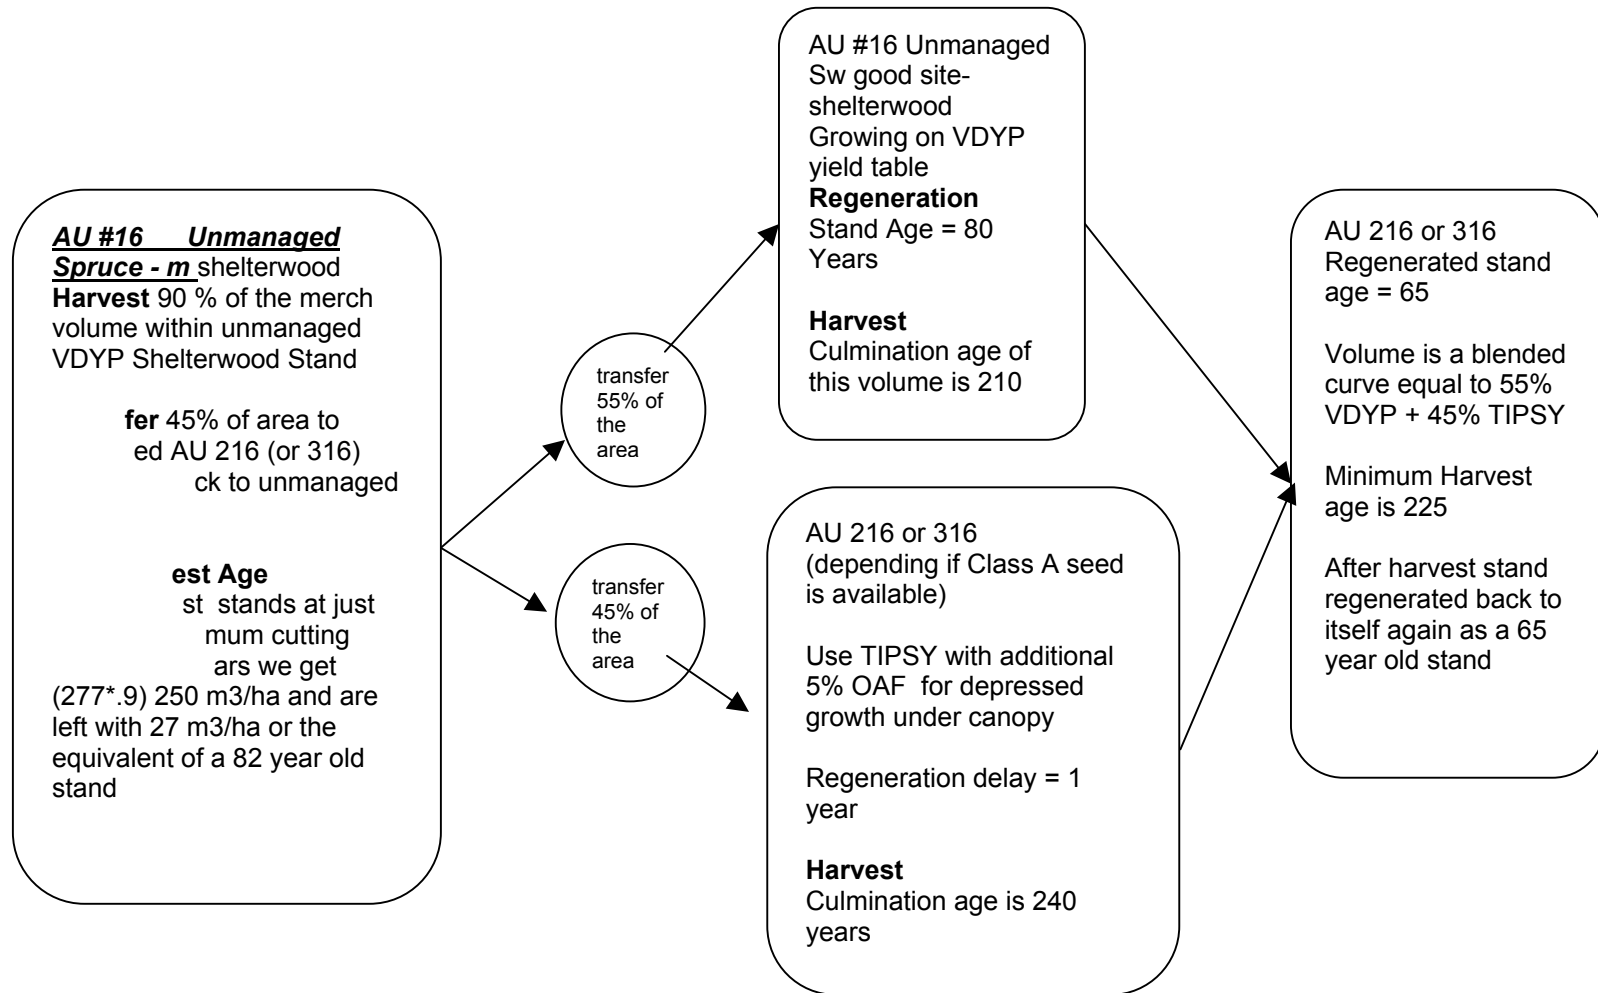 AU #16 Unmanaged
Spruce - m shelterwood
Harvest 90 % of the merch
volume within unmanaged
VDYP Shelterwood Stand
fer 45% of area to
ed AU 216 (or 316)
ck to unmanaged
est Age
st stands at just
mum cutting
ars we get
(277*.9) 250 m3/ha and are
left with 27 m3/ha or the
equivalent of a 82 year old
stand
transfer
55% of
the
area
transfer
45% of
the
area
AU #16 Unmanaged
Sw good site-
shelterwood
Growing on VDYP
yield table
Regeneration
Stand Age = 80
Years
Harvest
Culmination age of
this volume is 210
AU 216 or 316
(depending if Class A seed
is available)
Use TIPSY with additional
5% OAF for depressed
growth under canopy
Regeneration delay = 1
year
Harvest
Culmination age is 240
years
AU 216 or 316
Regenerated stand
age = 65
Volume is a blended
curve equal to 55%
VDYP + 45% TIPSY
Minimum Harvest
age is 225
After harvest stand
regenerated back to
itself again as a 65
year old stand